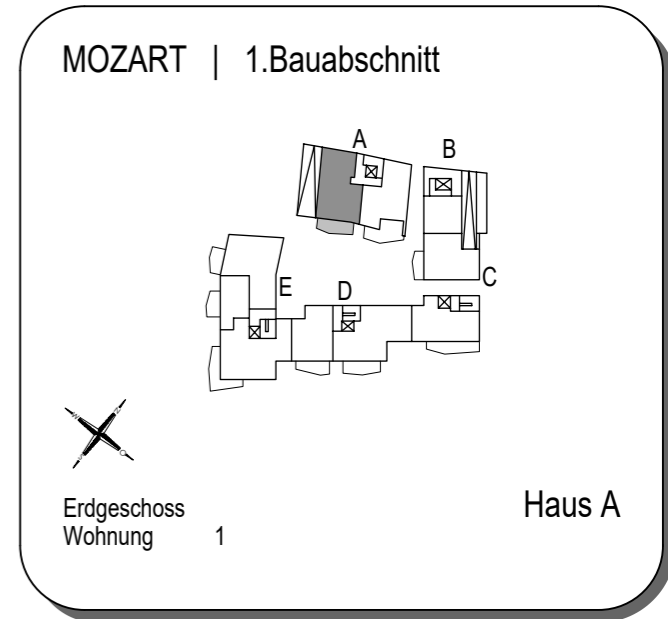 MOZART | 1.Bauabschnitt
A
B
C
E
D
N
W
S
O
Erdgeschoss
Wohnung 1
Haus A